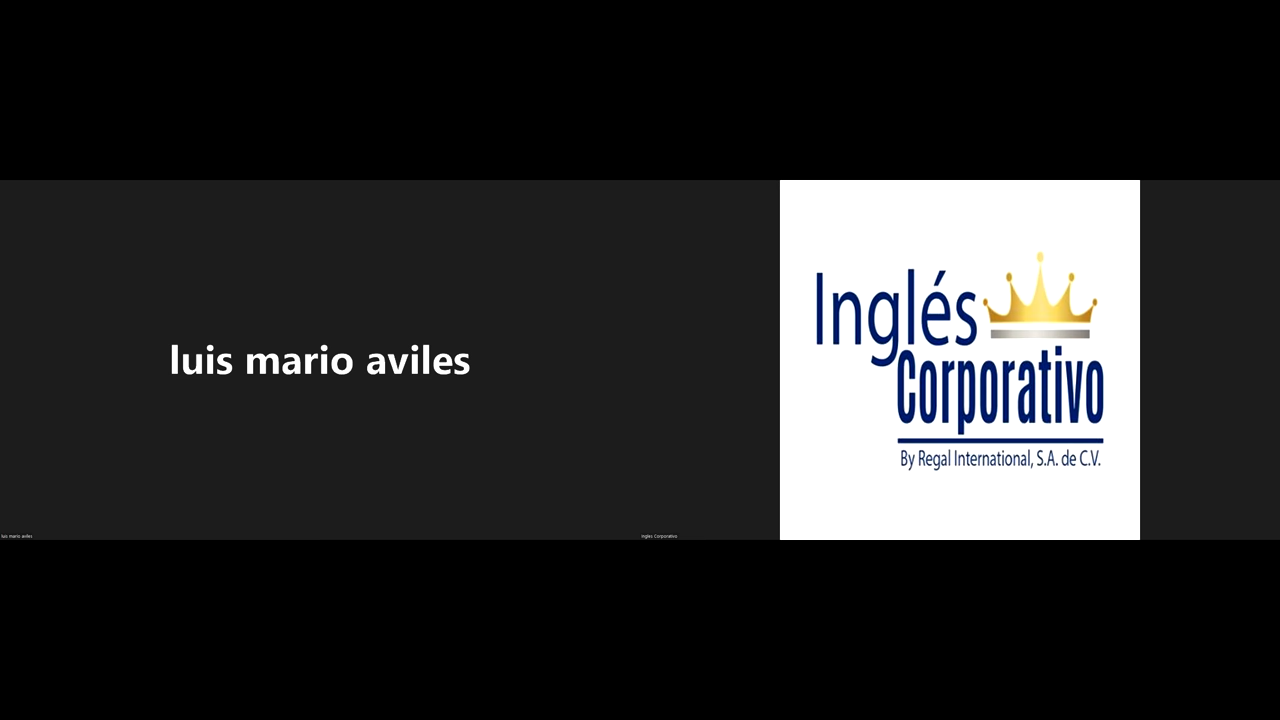 luis mario aviles
Inglés
Corporativo
By Regal International, S.A. de C.V.
luis mario aviles
Inglés Corporativo